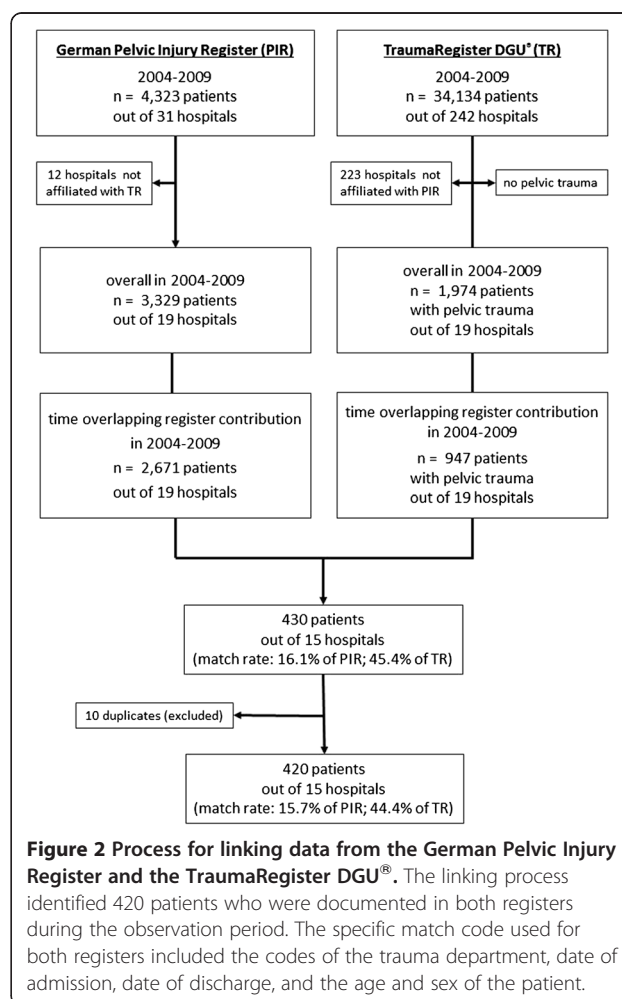 German Pelvic Injury Register (PIR)
2004-2009
n = 4,323 patients
out of 31 hospitals
TraumaRegister DGU® (TR)
2004-2009
n = 34,134 patients
out of 242 hospitals
12 hospitals not
affiliated with TR
223 hospitals not
affiliated with PIR
no pelvic trauma
overall in 2004-2009
n = 3,329 patients
out of 19 hospitals
overall in 2004-2009
n = 1,974 patients
with pelvic trauma
out of 19 hospitals
time overlapping register contribution
in 2004-2009
n = 2,671 patients
out of 19 hospitals
time overlapping register contribution
in 2004-2009
n = 947 patients
with pelvic trauma
out of 19 hospitals
430 patients
out of 15 hospitals
(match rate: 16.1% of PIR; 45.4% of TR)
10 duplicates (excluded)
420 patients
out of 15 hospitals
(match rate: 15.7% of PIR; 44.4% of TR)
Figure 2 Process for linking data from the German Pelvic Injury
Register and the TraumaRegister DGU®. The linking process
identified 420 patients who were documented in both registers
during the observation period. The specific match code used for
both registers included the codes of the trauma department, date of
admission, date of discharge, and the age and sex of the patient.